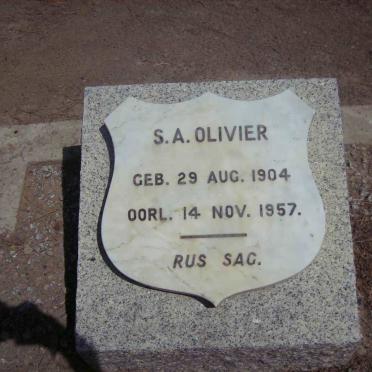 S.A. OLIVIER
GEB. 29 AUG. 1904
OORL. 14 NOV. 1957.
RUS SAG.